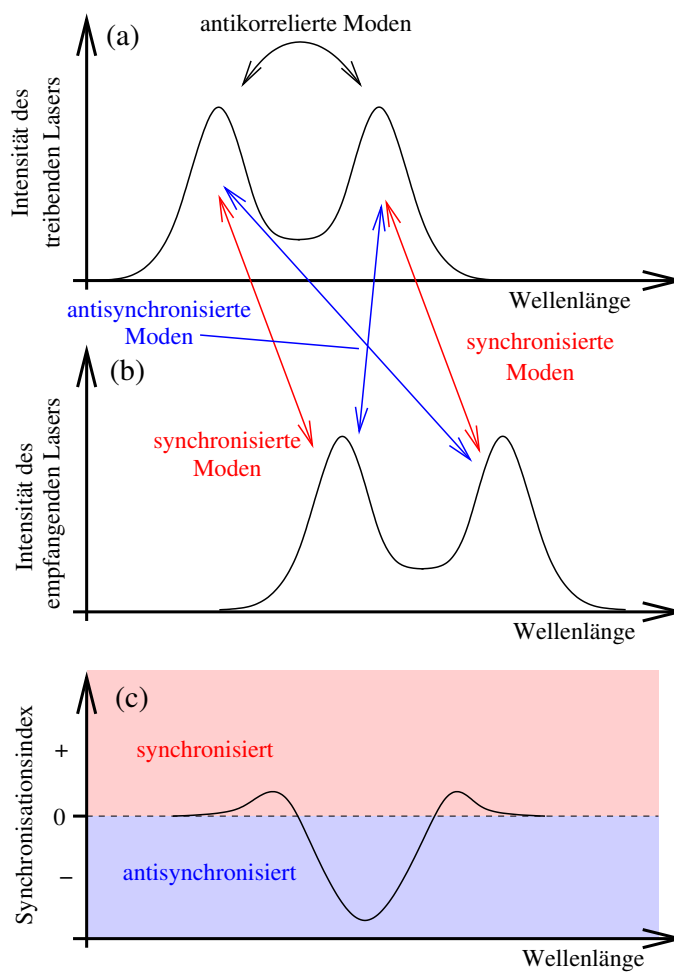 (a)
antikorrelierte Moden
Intensität des
treibenden Lasers
Wellenlänge
antisynchronisierte
Moden
synchronisierte
Moden
(b)
synchronisierte
Moden
Intensität des
empfangenden Lasers
Wellenlänge
(c)
Synchronisationsindex
+
synchronisiert
0
antisynchronisiert
−
Wellenlänge